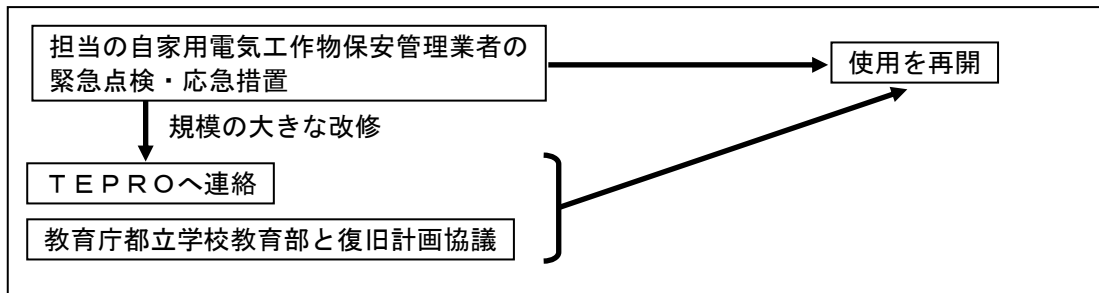 担当の自家用電気工作物保安管理業者の
緊急点検・応急措置
使用を再開
規模の大きな改修
ＴＥＰＲＯへ連絡
教育庁都立学校教育部と復旧計画協議